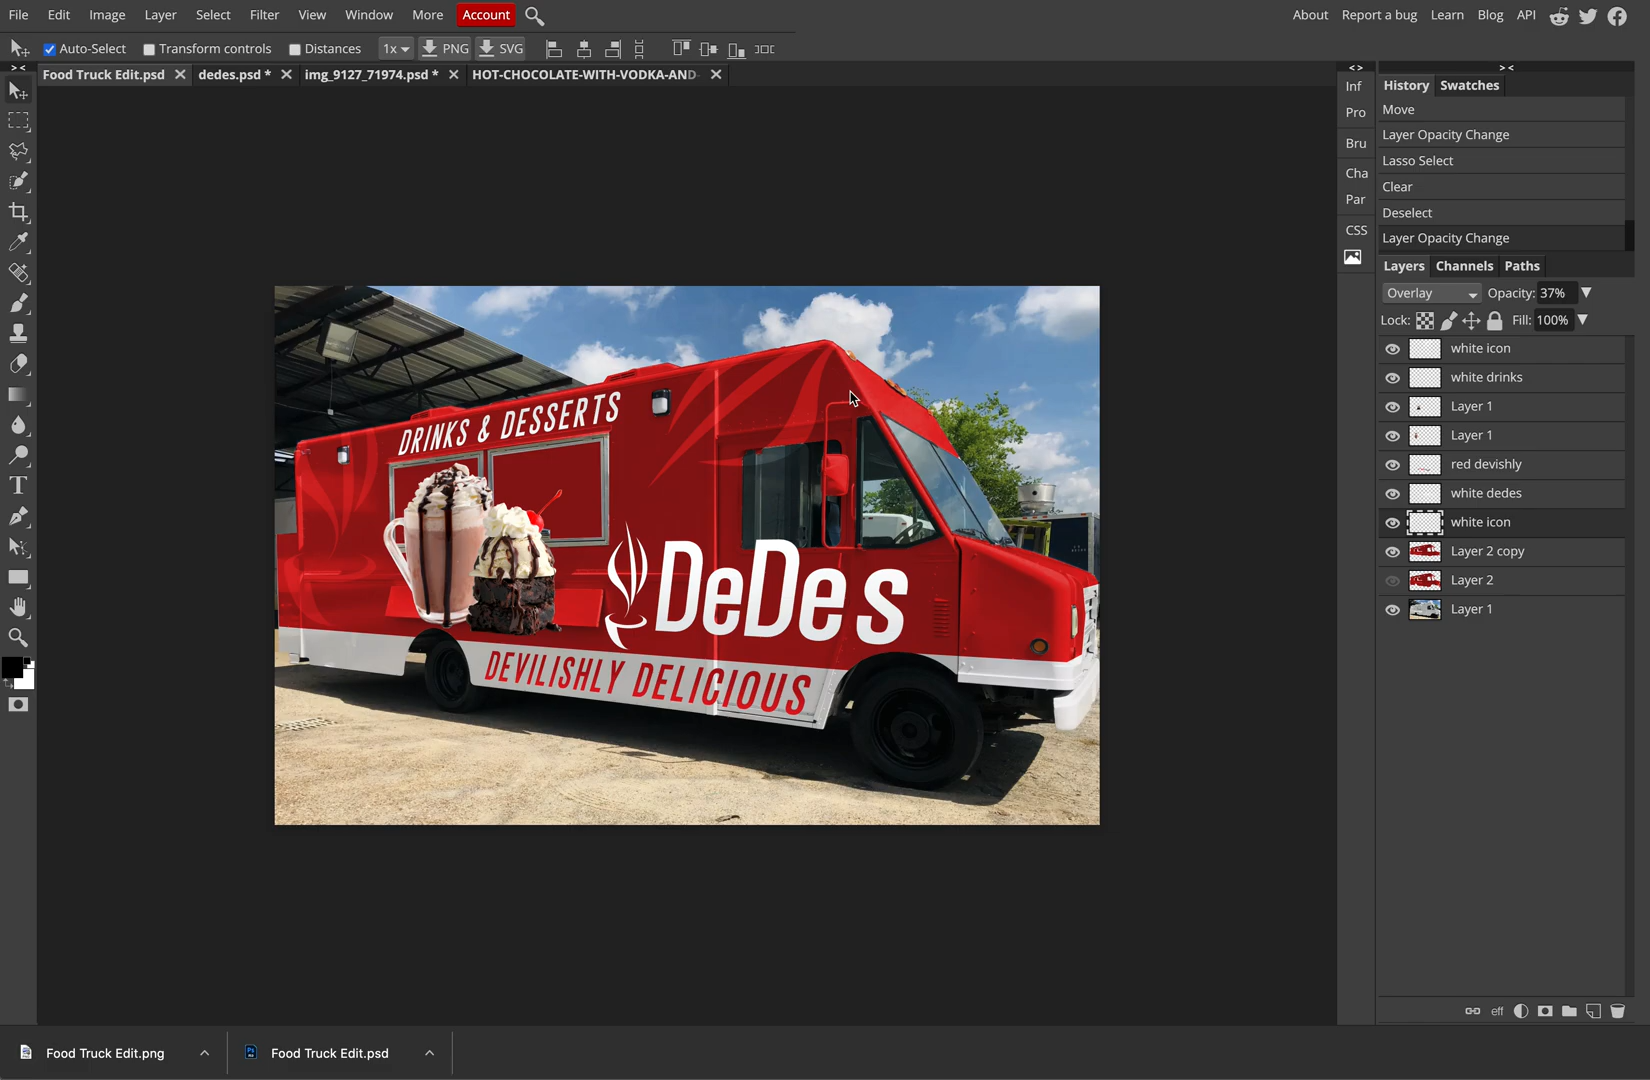 File Edit Image Layer Select Filter View Window More Account About Report a bug Learn Blog API
Auto-Select Transform controls Distances 1x PNG SVG
Food Truck Edit.psd dedes.psd * img_9127_71974.psd * HOT-CHOCOLATE-WITH-VODKA-AND-
> <
< >
> <
Inf
Pro
Bru
Cha
Par
CSS
History Swatches
Move
Layer Opacity Change
Lasso Select
Clear
Deselect
Layer Opacity Change
Layers Channels Paths
Overlay Opacity: 37%
Lock: Fill: 100%
white icon
white drinks
Layer 1
Layer 1
red devishly
white dedes
white icon
Layer 2 copy
Layer 2
Layer 1
eff
DRINKS & DESSERTS
DeDes
DEVILISHLY DELICIOUS
T
Food Truck Edit.png Food Truck Edit.psd